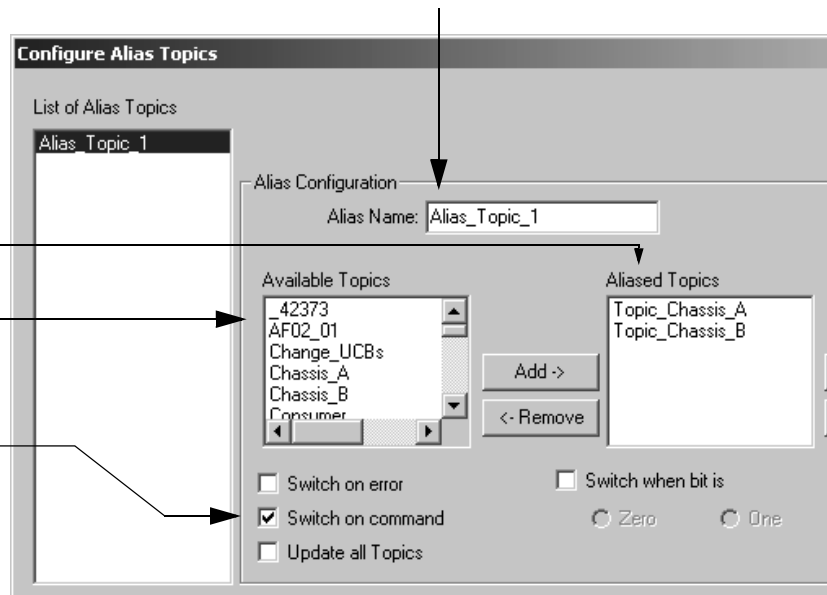 Configure Alias Topics
List of Alias Topics
Alias_Topic_1
Alias Configuration
Alias Name: Alias_Topic_1
Available Topics
_42373
AF02_01
Change_UCBs
Chassis_A
Chassis_B
Consumer
Add ->
<- Remove
Aliased Topics
Topic_Chassis_A
Topic_Chassis_B
Switch on error
Switch on command
Update all Topics
Switch when bit is
Zero
One